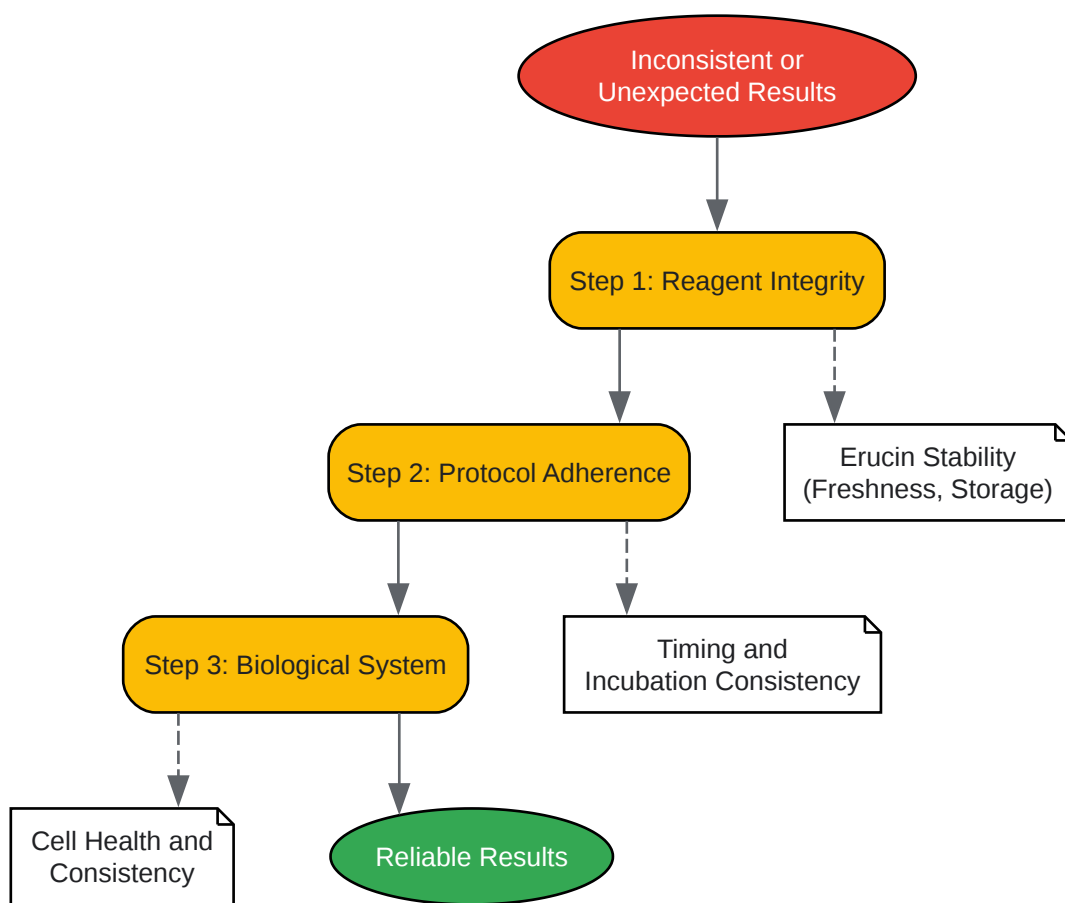 Inconsistent or
Unexpected Results
Step 1: Reagent Integrity
Erucin Stability
(Freshness, Storage)
Step 2: Protocol Adherence
Timing and
Incubation Consistency
Step 3: Biological System
Cell Health and
Consistency
Reliable Results